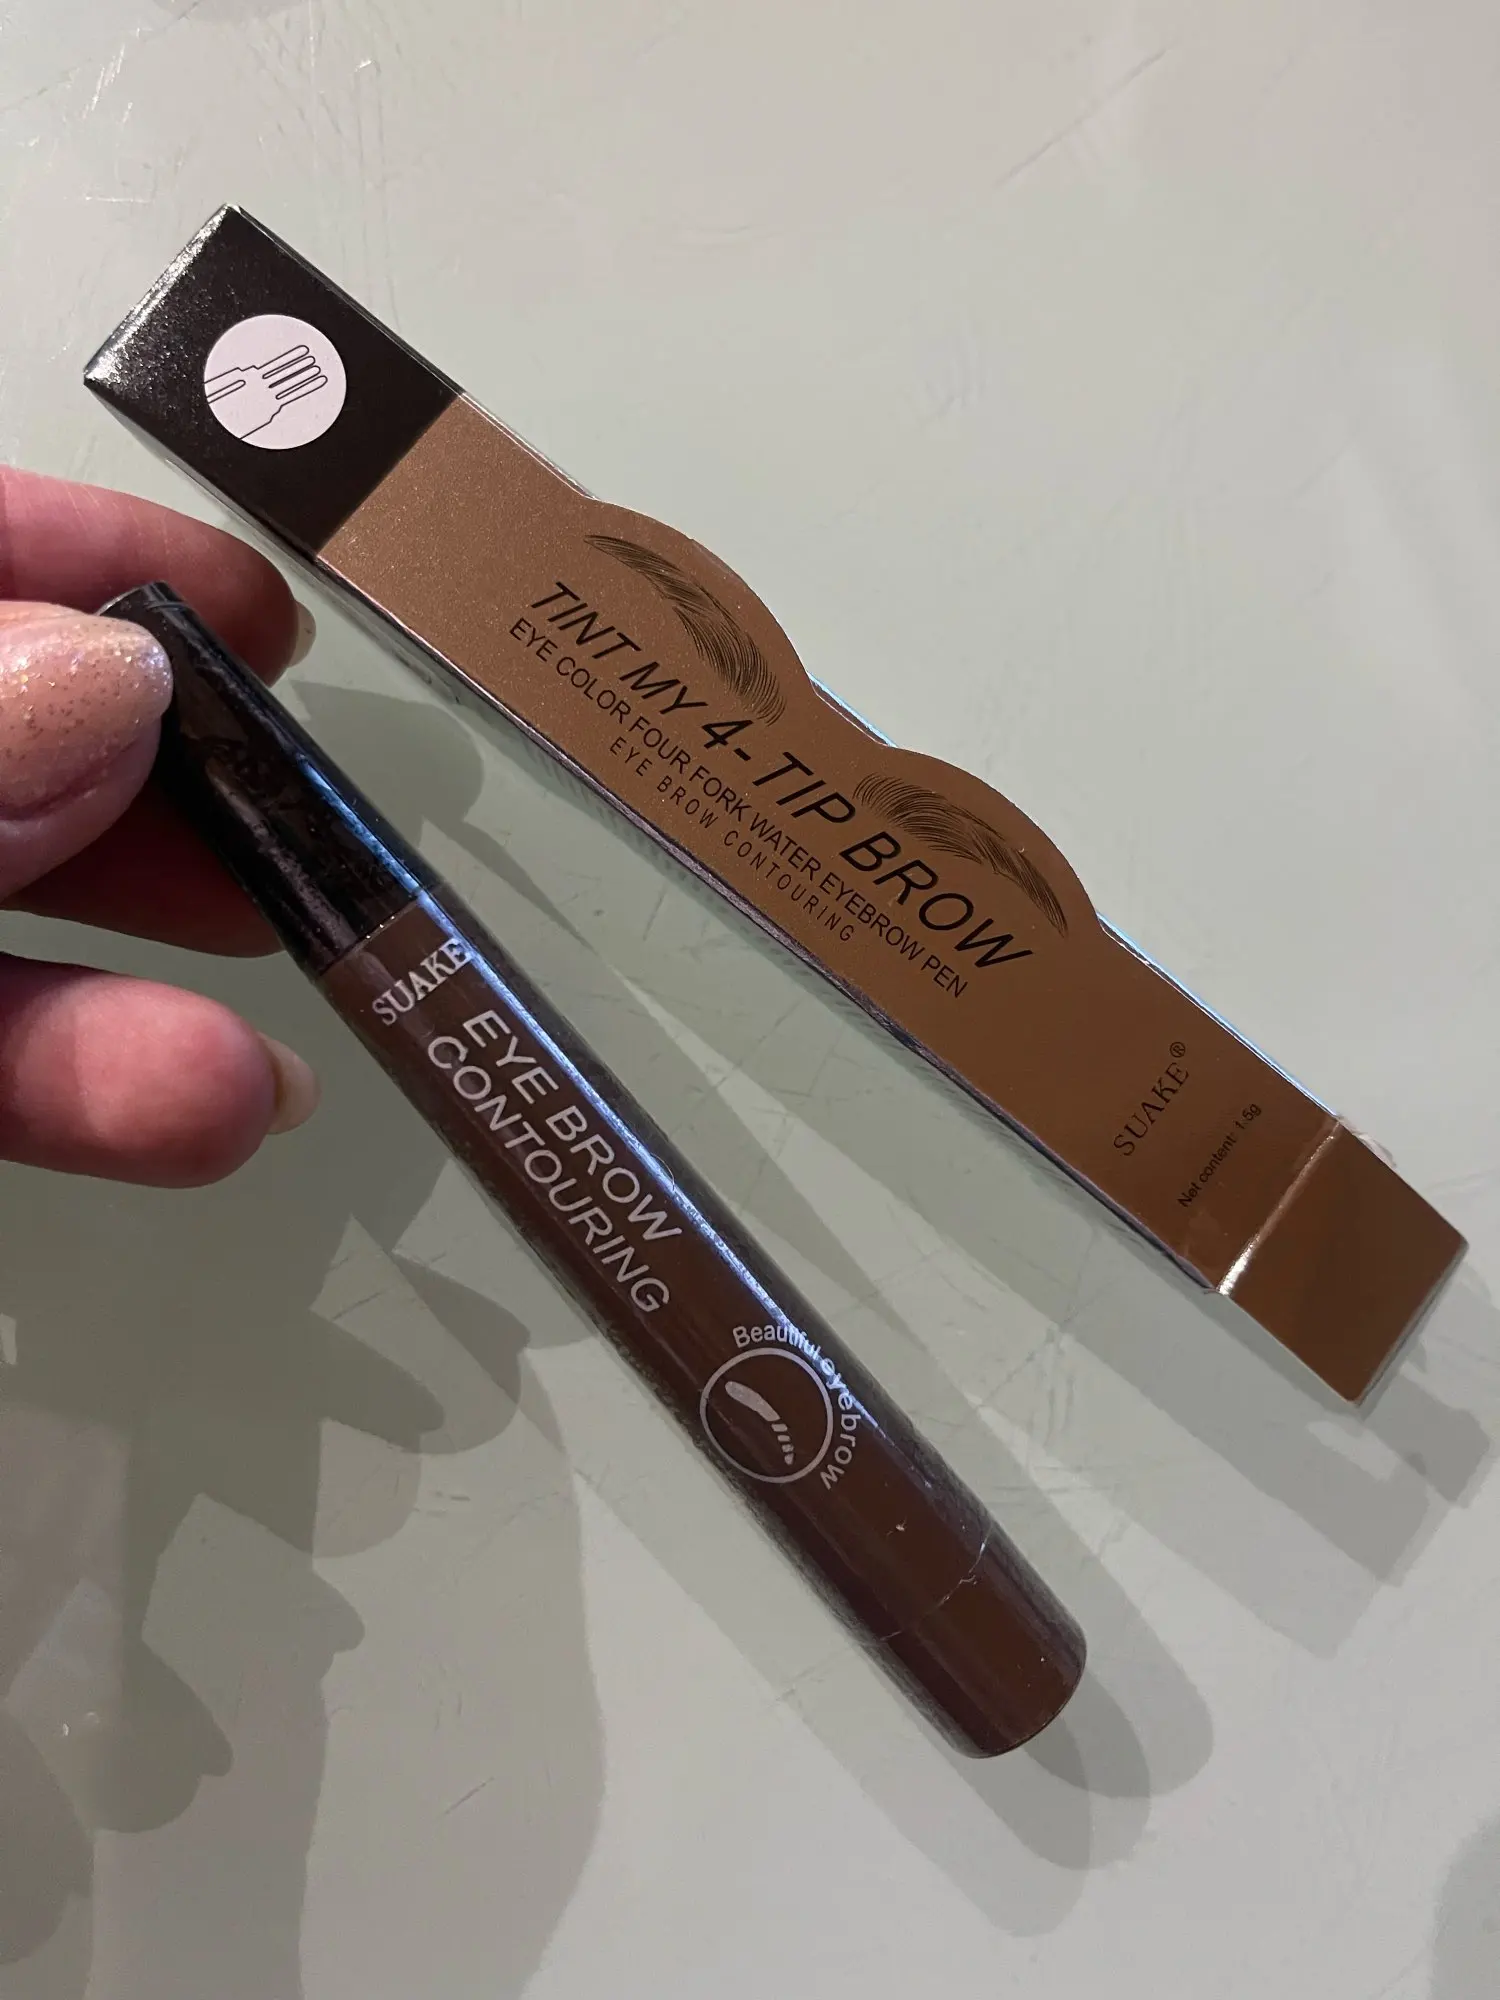 TINT MY 4-TIP BROW
EYE COLOR FOUR FORK WATER EYEBROW PEN
EYE BROW CONTOURING
SUAKE®
Net content: 1.5g
SUAKE
EYE BROW
CONTOURING
Beautiful eyebrow